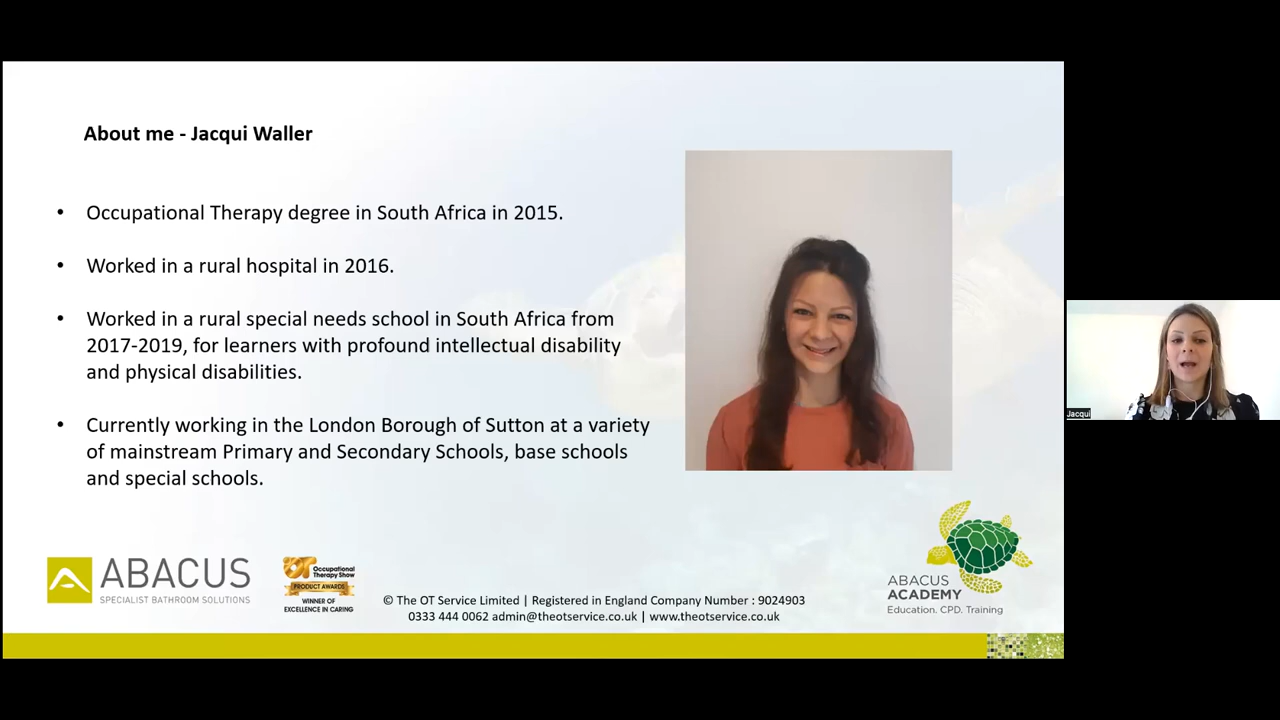 About me - Jacqui Waller
• Occupational Therapy degree in South Africa in 2015.
• Worked in a rural hospital in 2016.
• Worked in a rural special needs school in South Africa from
2017-2019, for learners with profound intellectual disability
and physical disabilities.
• Currently working in the London Borough of Sutton at a variety
of mainstream Primary and Secondary Schools, base schools
and special schools.
Jacqui
ABACUS
SPECIALIST BATHROOM SOLUTIONS
OT Occupational
Therapy Show
PRODUCT AWARDS
WINNER OF
EXCELLENCE IN CARING
© The OT Service Limited | Registered in England Company Number : 9024903
0333 444 0062 admin@theotservice.co.uk | www.theotservice.co.uk
ABACUS
ACADEMY
Education. CPD. Training